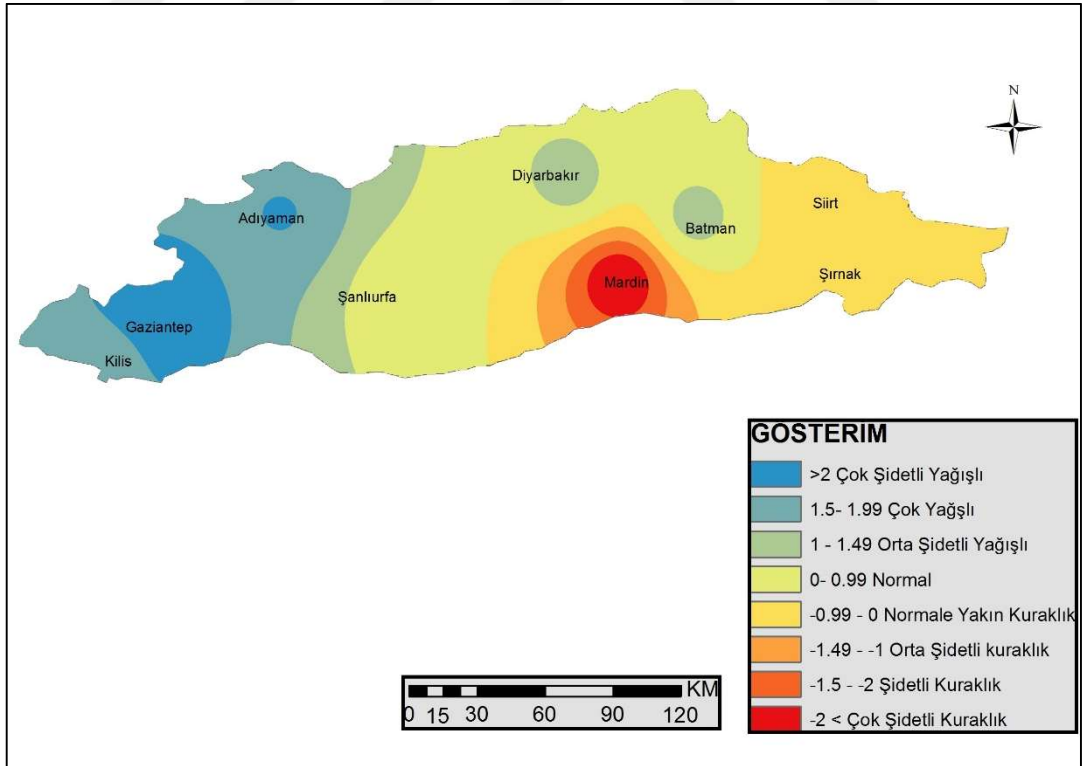 N
Siirt
Diyarbakır
Adıyaman
Batman
Şırnak
Mardin
Şanlıurfa
Gaziantep
Kilis
GÖSTERİM
>2 Çok Şidetli Yağışlı
1.5- 1.99 Çok Yağşlı
1 - 1.49 Orta Şidetli Yağışlı
0- 0.99 Normal
-0.99 - 0 Normale Yakın Kuraklık
-1.49 - -1 Orta Şidetli kuraklık
-1.5 - -2 Şidetli Kuraklık
-2 < Çok Şidetli Kuraklık
KM
0 15 30 60 90 120